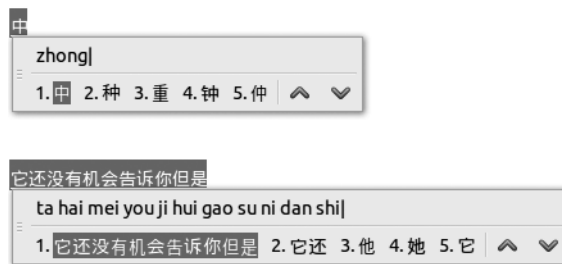 中
zhong
1.中 2.种 3.重 4.钟 5.仲
它还没有机会告诉你但是
ta hai mei you ji hui gao su ni dan shi
1.它还没有机会告诉你但是 2.它还 3.他 4.她 5.它